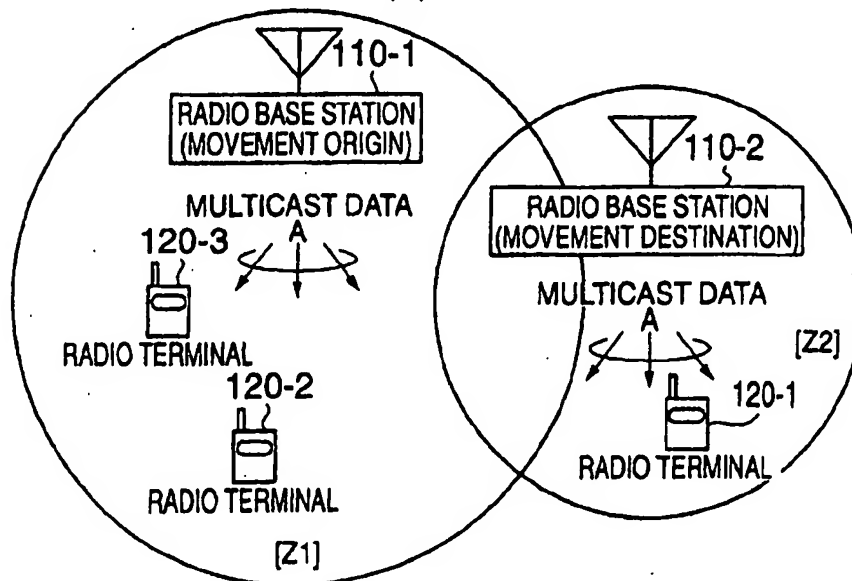 110-1
RADIO BASE STATION
(MOVEMENT ORIGIN)
110-2
RADIO BASE STATION
(MOVEMENT DESTINATION)
MULTICAST DATA
A
120-3
RADIO TERMINAL
120-2
RADIO TERMINAL
[Z1]
MULTICAST DATA
A
[Z2]
120-1
RADIO TERMINAL